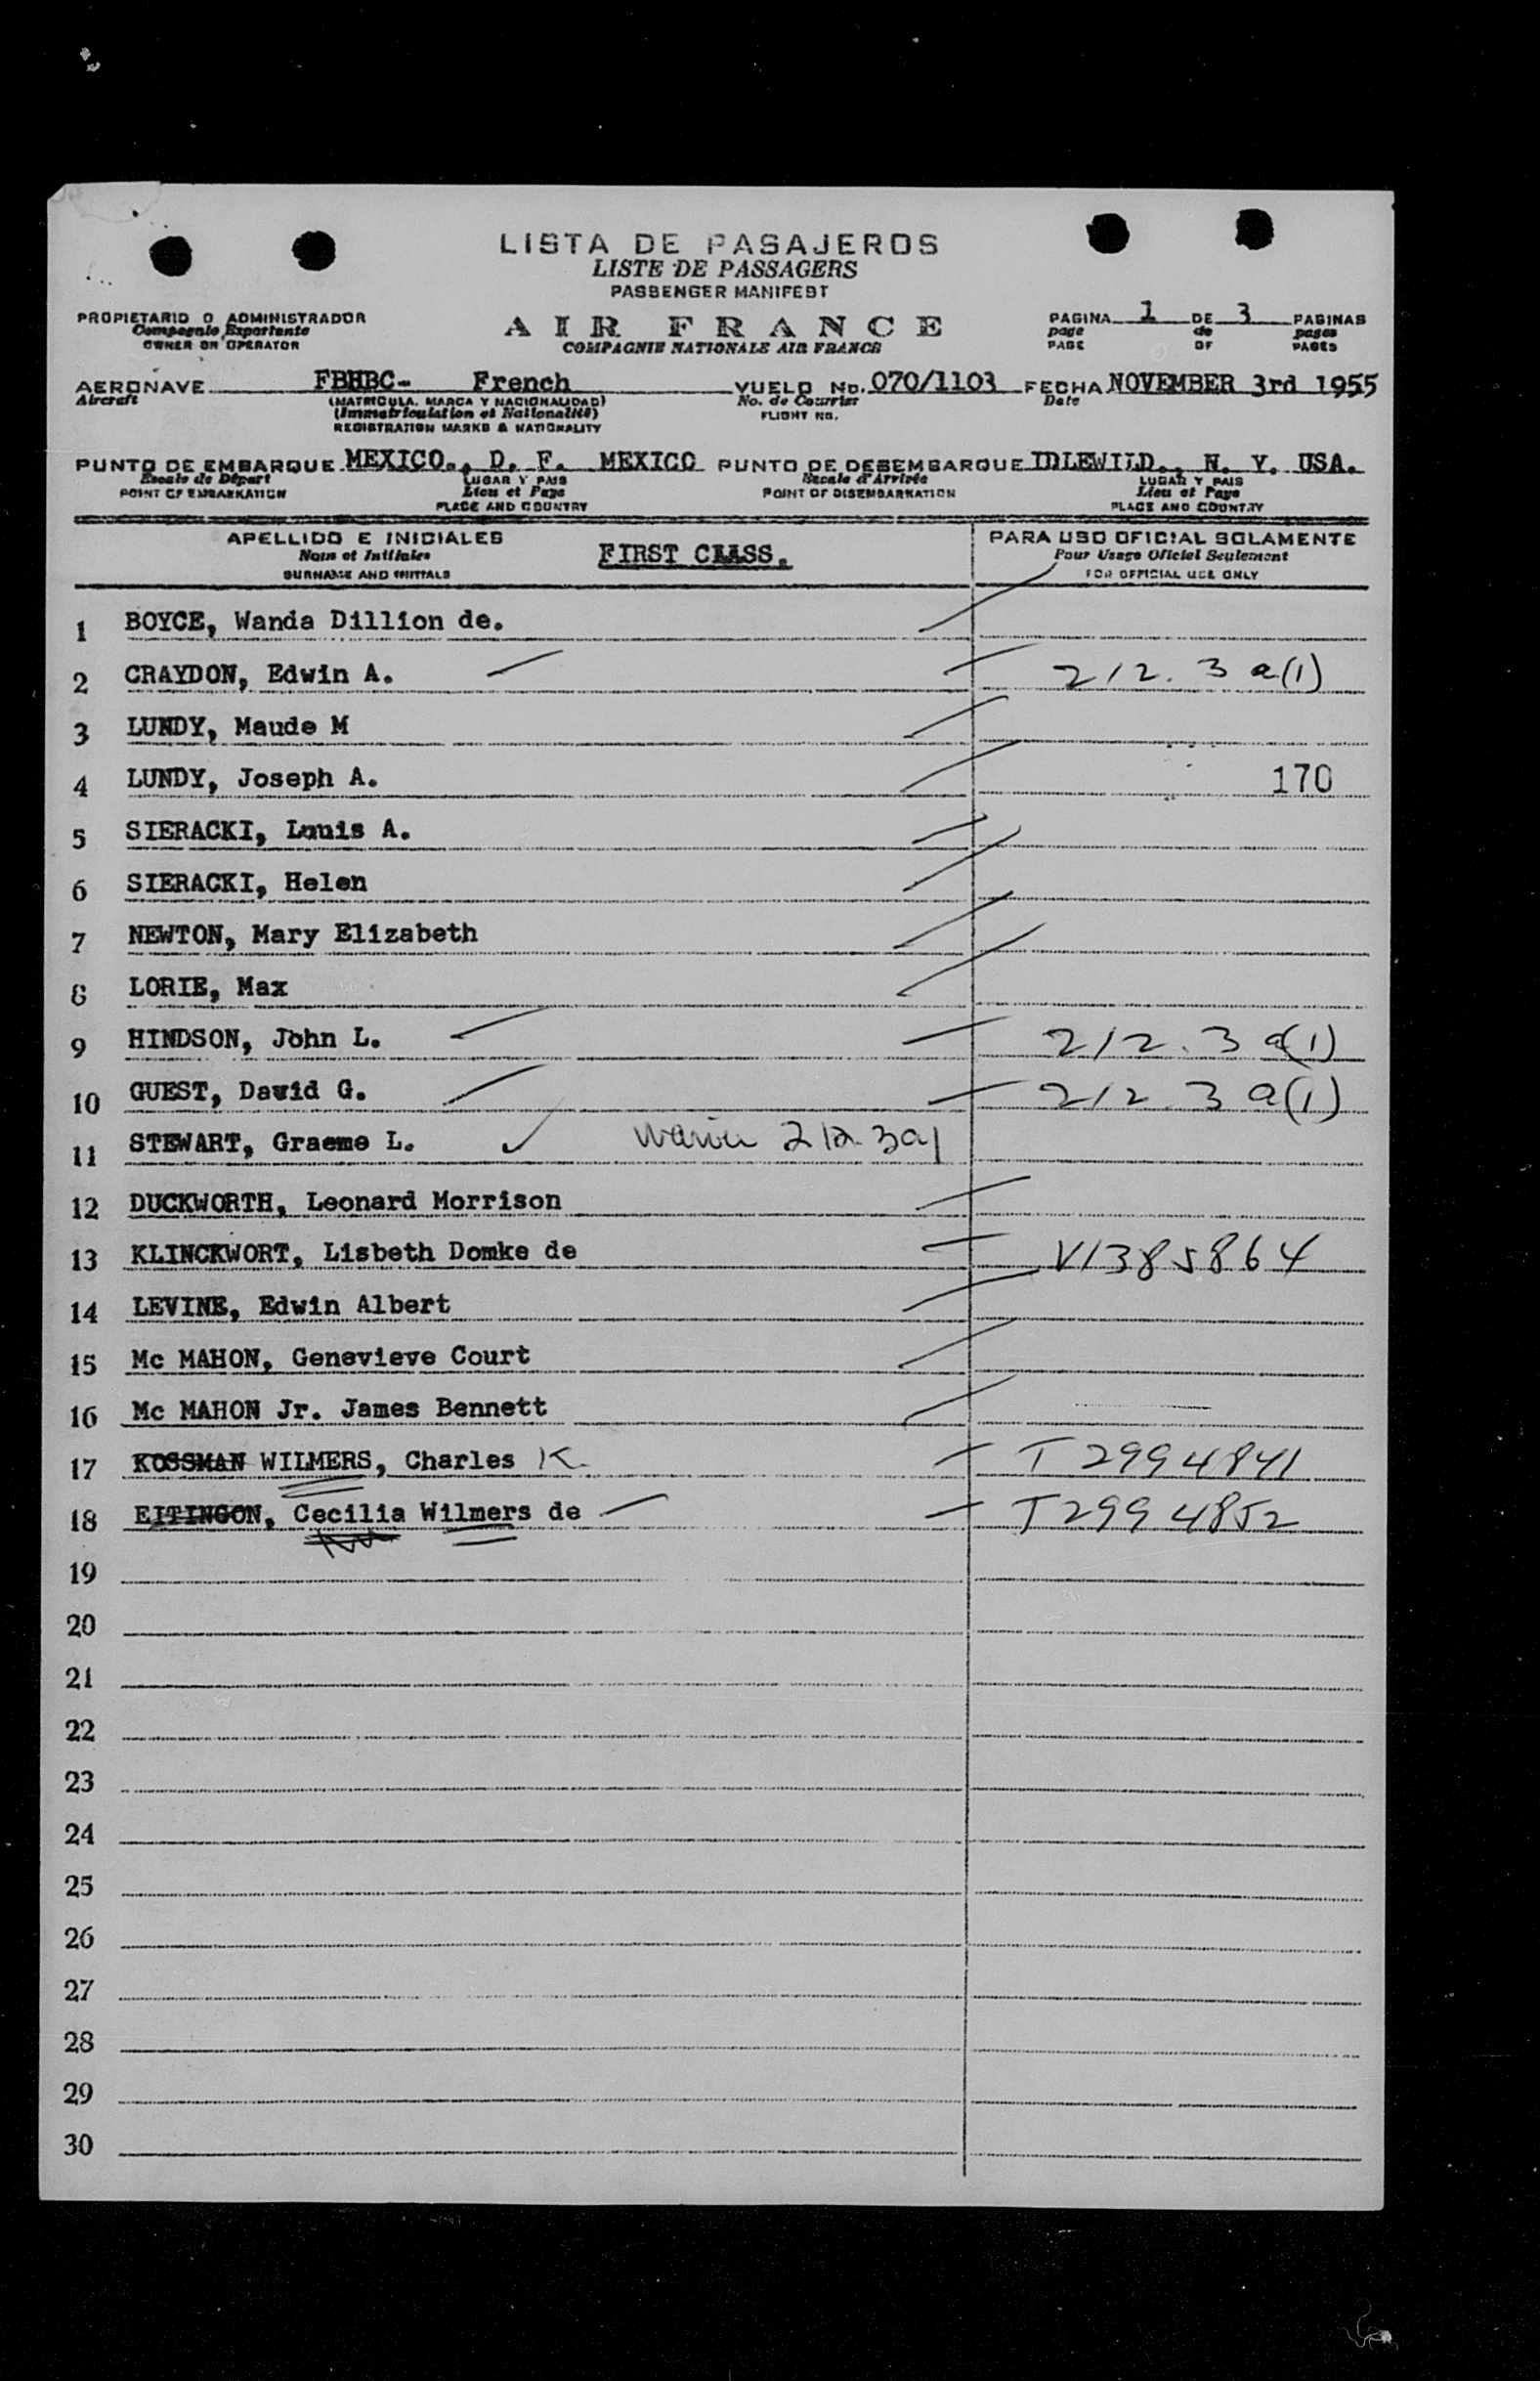 LISTA DE PASAJEROS
LISTE DE PASSAGERS
PASSENGER MANIFEST
PROPIETARIO O ADMINISTRADOR
Compagnie Exportante
OWNER OR OPERATOR
AIR FRANCE
COMPAGNIE NATIONALE AIR FRANCE
PAGINA 1 DE 3 PAGINAS
page de pages
PAGE OF PAGES
AERONAVE FBHBC- French VUELO No. 070/1103 FECHA NOVEMBER 3rd 1955
Aircraft (MATRICULA, MARCA Y NACIONALIDAD) No. de Courrier Date
(Immatriculation et Nationalité) FLIGHT NO.
REGISTRATION MARKS & NATIONALITY
PUNTO DE EMBARQUE MEXICO., D. F. MEXICO PUNTO DE DESEMBARQUE IDLEWILD., N. Y. USA.
Escale de Départ LUGAR Y PAIS Escale d'Arrivée LUGAR Y PAIS
POINT OF EMBARKATION Lieu et Pays POINT OF DISEMBARKATION Lieu et Pays
PLACE AND COUNTRY PLACE AND COUNTRY
APELLIDO E INICIALES FIRST CLASS. PARA USO OFICIAL SOLAMENTE
Nom et Initiales Pour Usage Officiel Seulement
SURNAME AND INITIALS FOR OFFICIAL USE ONLY
1 BOYCE, Wanda Dillion de.
2 CRAYDON, Edwin A. 212.3 a(1)
3 LUNDY, Maude M
4 LUNDY, Joseph A. 170
5 SIERACKI, Louis A.
6 SIERACKI, Helen
7 NEWTON, Mary Elizabeth
8 LORIE, Max
9 HINDSON, John L. 212.3 a(1)
10 GUEST, David G. 212.3 a(1)
11 STEWART, Graeme L. 212.3a1
12 DUCKWORTH, Leonard Morrison
13 KLINCKWORT, Lisbeth Domke de V1385864
14 LEVINE, Edwin Albert
15 Mc MAHON, Genevieve Court
16 Mc MAHON Jr. James Bennett
17 KOSSMAN WILMERS, Charles K. T2994841
18 EITINGON, Cecilia Wilmers de T2994852
19
20
21
22
23
24
25
26
27
28
29
30